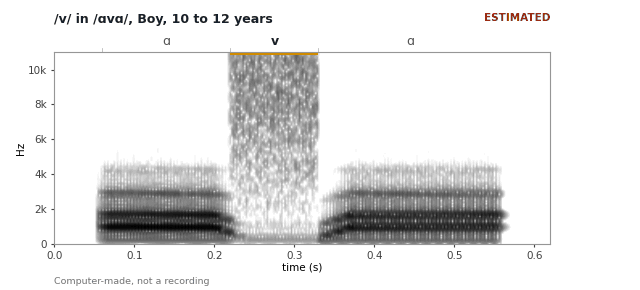 /v/ in /ɑvɑ/, Boy, 10 to 12 years
ESTIMATED
ɑ v ɑ
10k
8k
6k
4k
2k
0
Hz
0.0 0.1 0.2 0.3 0.4 0.5 0.6
time (s)
Computer-made, not a recording